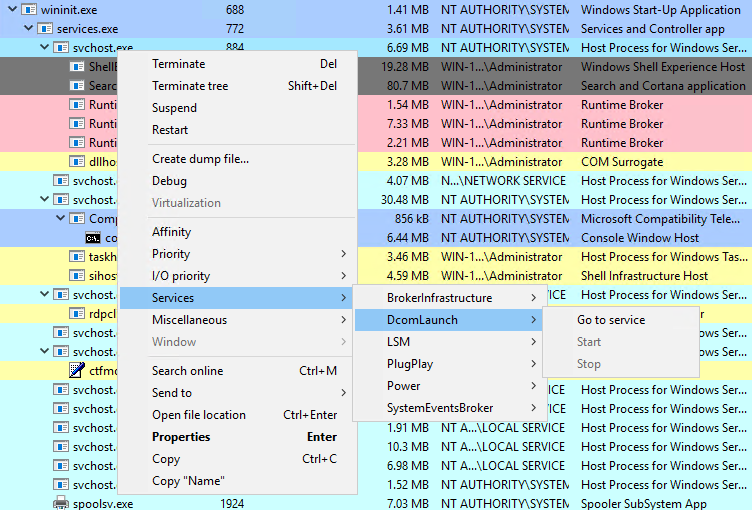 wininit.exe 688 1.41 MB NT AUTHORITY\SYSTEM Windows Start-Up Application
services.exe 772 3.61 MB NT AUTHORITY\SYSTEM Services and Controller app
svchost.exe 884 6.69 MB NT AUTHORITY\SYSTEM Host Process for Windows Ser...
ShellE 19.28 MB WIN-1...\Administrator Windows Shell Experience Host
Search 80.7 MB WIN-1...\Administrator Search and Cortana application
Runti 1.54 MB WIN-1...\Administrator Runtime Broker
Runti 7.33 MB WIN-1...\Administrator Runtime Broker
Runti 2.21 MB WIN-1...\Administrator Runtime Broker
dllho 3.28 MB WIN-1...\Administrator COM Surrogate
svchost. 4.07 MB N...\NETWORK SERVICE Host Process for Windows Ser...
svchost. 30.48 MB NT AUTHORITY\SYSTEM Host Process for Windows Ser...
Comp 856 kB NT AUTHORITY\SYSTEM Microsoft Compatibility Tele...
co 6.44 MB NT AUTHORITY\SYSTEM Console Window Host
taskh 3.46 MB WIN-1...\Administrator Host Process for Windows Tas...
sihost 4.59 MB WIN-1...\Administrator Shell Infrastructure Host
svchost. Host Process for Windows Ser...
rdpcl
svchost. Host Process for Windows Ser...
svchost. Host Process for Windows Ser...
ctfmo
svchost. Host Process for Windows Ser...
svchost. Host Process for Windows Ser...
svchost. 1.91 MB NT A...\LOCAL SERVICE Host Process for Windows Ser...
svchost. 10.3 MB NT A...\LOCAL SERVICE Host Process for Windows Ser...
svchost. 6.98 MB NT A...\LOCAL SERVICE Host Process for Windows Ser...
svchost. 1.52 MB NT AUTHORITY\SYSTEM Host Process for Windows Ser...
spoolsv.exe 1924 7.03 MB NT AUTHORITY\SYSTEM Spooler SubSystem App
Terminate Del
Terminate tree Shift+Del
Suspend
Restart
Create dump file...
Debug
Virtualization
Affinity
Priority
I/O priority
Services
Miscellaneous
Window
Search online Ctrl+M
Send to
Open file location Ctrl+Enter
Properties Enter
Copy Ctrl+C
Copy "Name"
BrokerInfrastructure
DcomLaunch
LSM
PlugPlay
Power
SystemEventsBroker
Go to service
Start
Stop